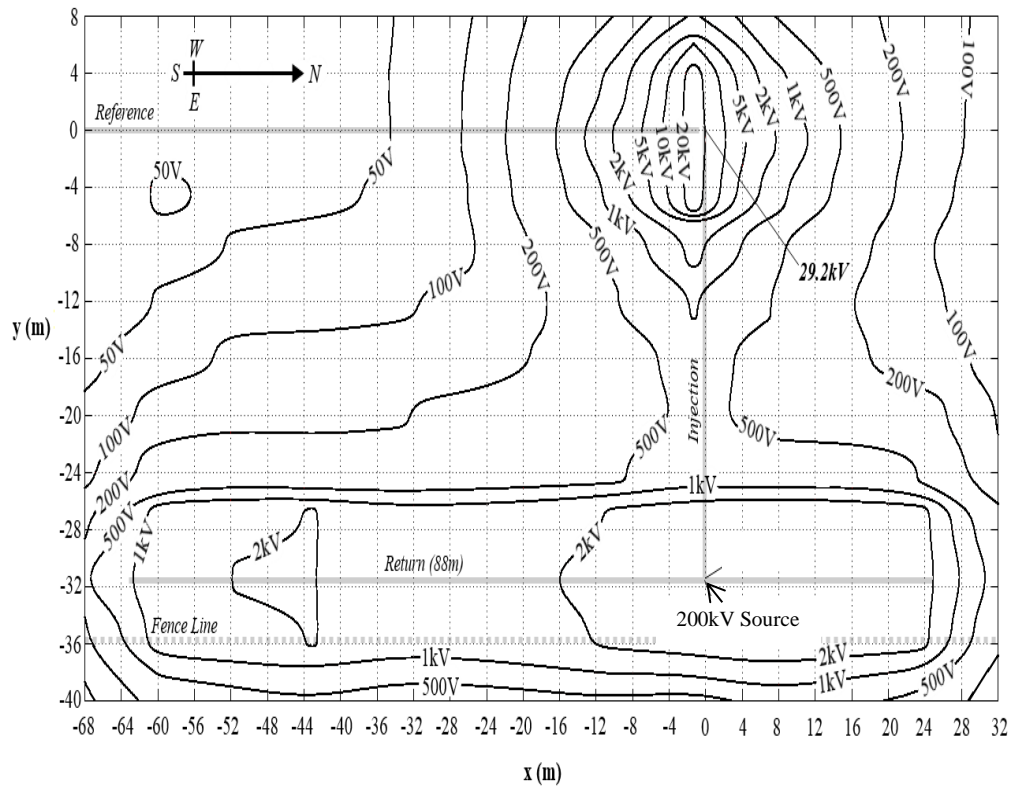 8
4
0
-4
-8
-12
-16
-20
-24
-28
-32
-36
-40
y (m)
W
S N
E
Reference
50V
50V
50V
100V
100V
200V
200V
500V
500V
500V
1kV
1kV
2kV
5kV
10kV
20kV
5kV
2kV
1kV
500V
200V
100V
29.2kV
100V
200V
500V
Injection
1kV
1kV
2kV
2kV
Return (88m)
200kV Source
Fence Line
1kV
500V
2kV
1kV
500V
-68 -64 -60 -56 -52 -48 -44 -40 -36 -32 -28 -24 -20 -16 -12 -8 -4 0 4 8 12 16 20 24 28 32
x (m)